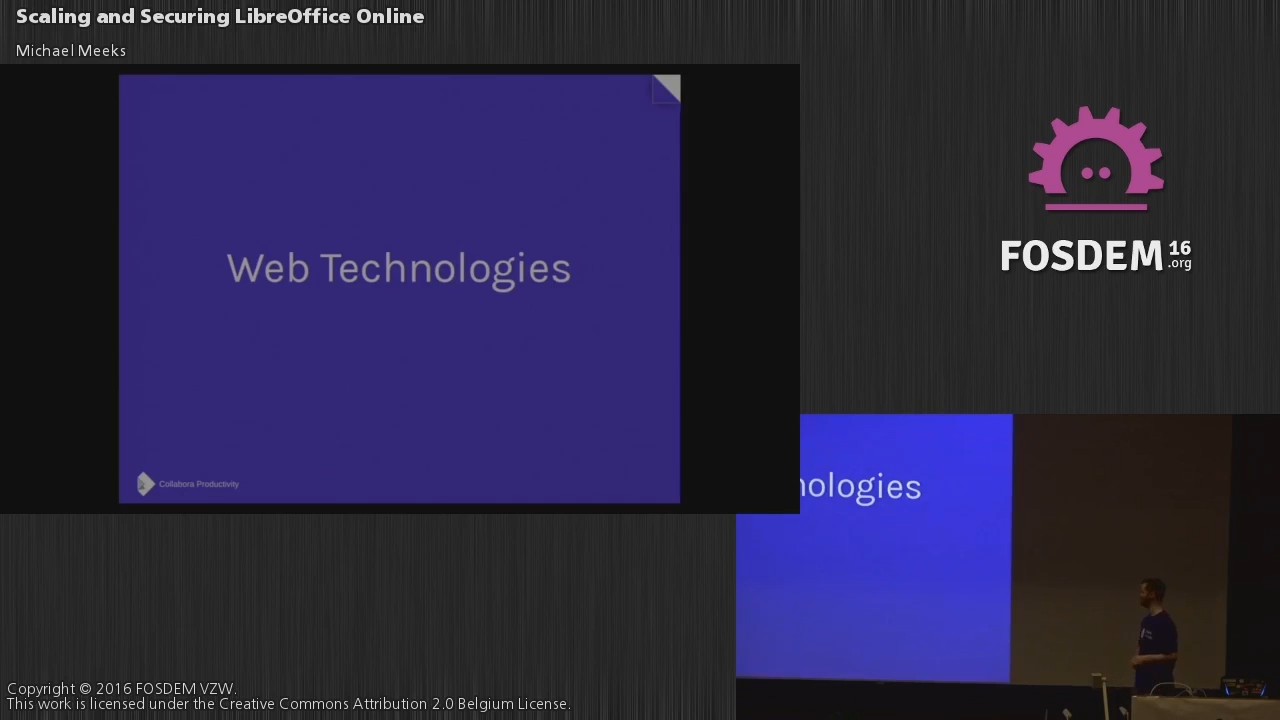 Scaling and Securing LibreOffice Online
Michael Meeks
Web Technologies
Collabora Productivity
FOSDEM 16
.org
nologies
Copyright © 2016 FOSDEM VZW.
This work is licensed under the Creative Commons Attribution 2.0 Belgium License.